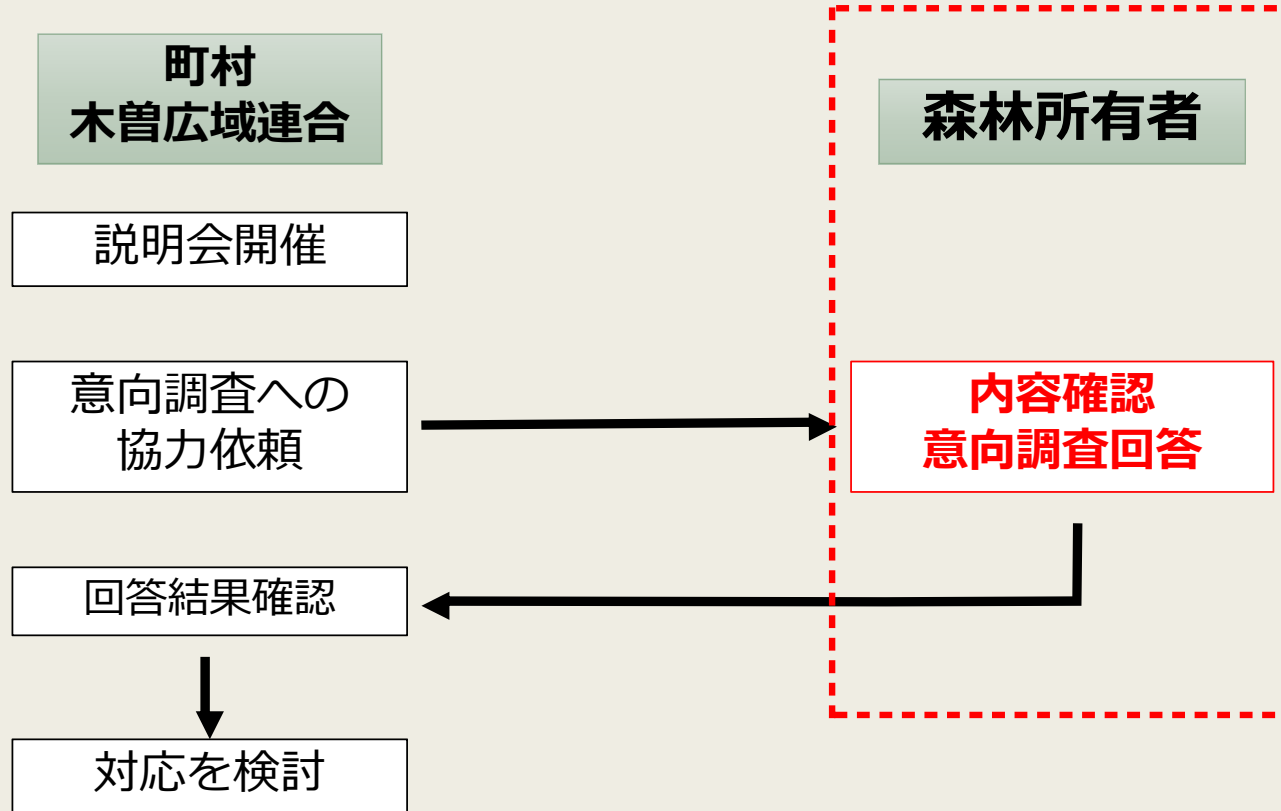 町村
木曽広域連合
森林所有者
説明会開催
意向調査への
協力依頼
内容確認
意向調査回答
回答結果確認
対応を検討